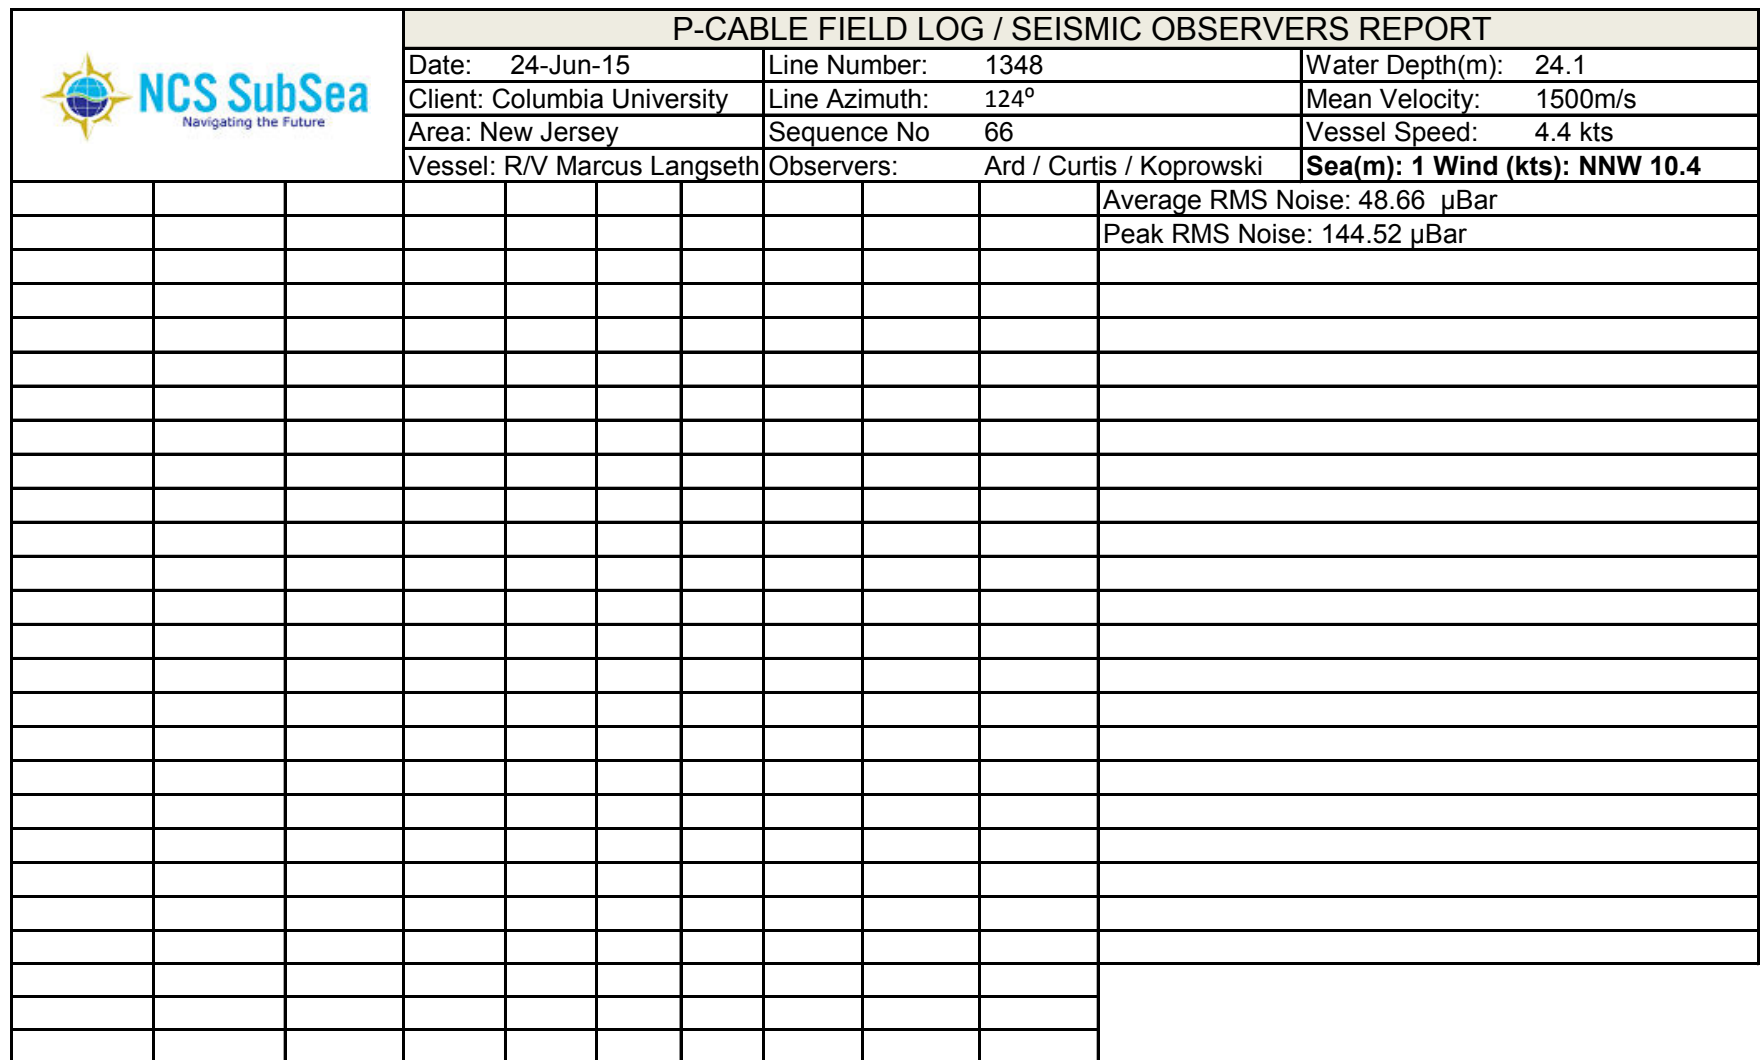 P-CABLE FIELD LOG / SEISMIC OBSERVERS REPORT
NCS SubSea
Navigating the Future
Date: 24-Jun-15 Line Number: 1348 Water Depth(m): 24.1
Client: Columbia University Line Azimuth: 124º Mean Velocity: 1500m/s
Area: New Jersey Sequence No 66 Vessel Speed: 4.4 kts
Vessel: R/V Marcus Langseth Observers: Ard / Curtis / Koprowski Sea(m): 1 Wind (kts): NNW 10.4
Average RMS Noise: 48.66 µBar
Peak RMS Noise: 144.52 µBar